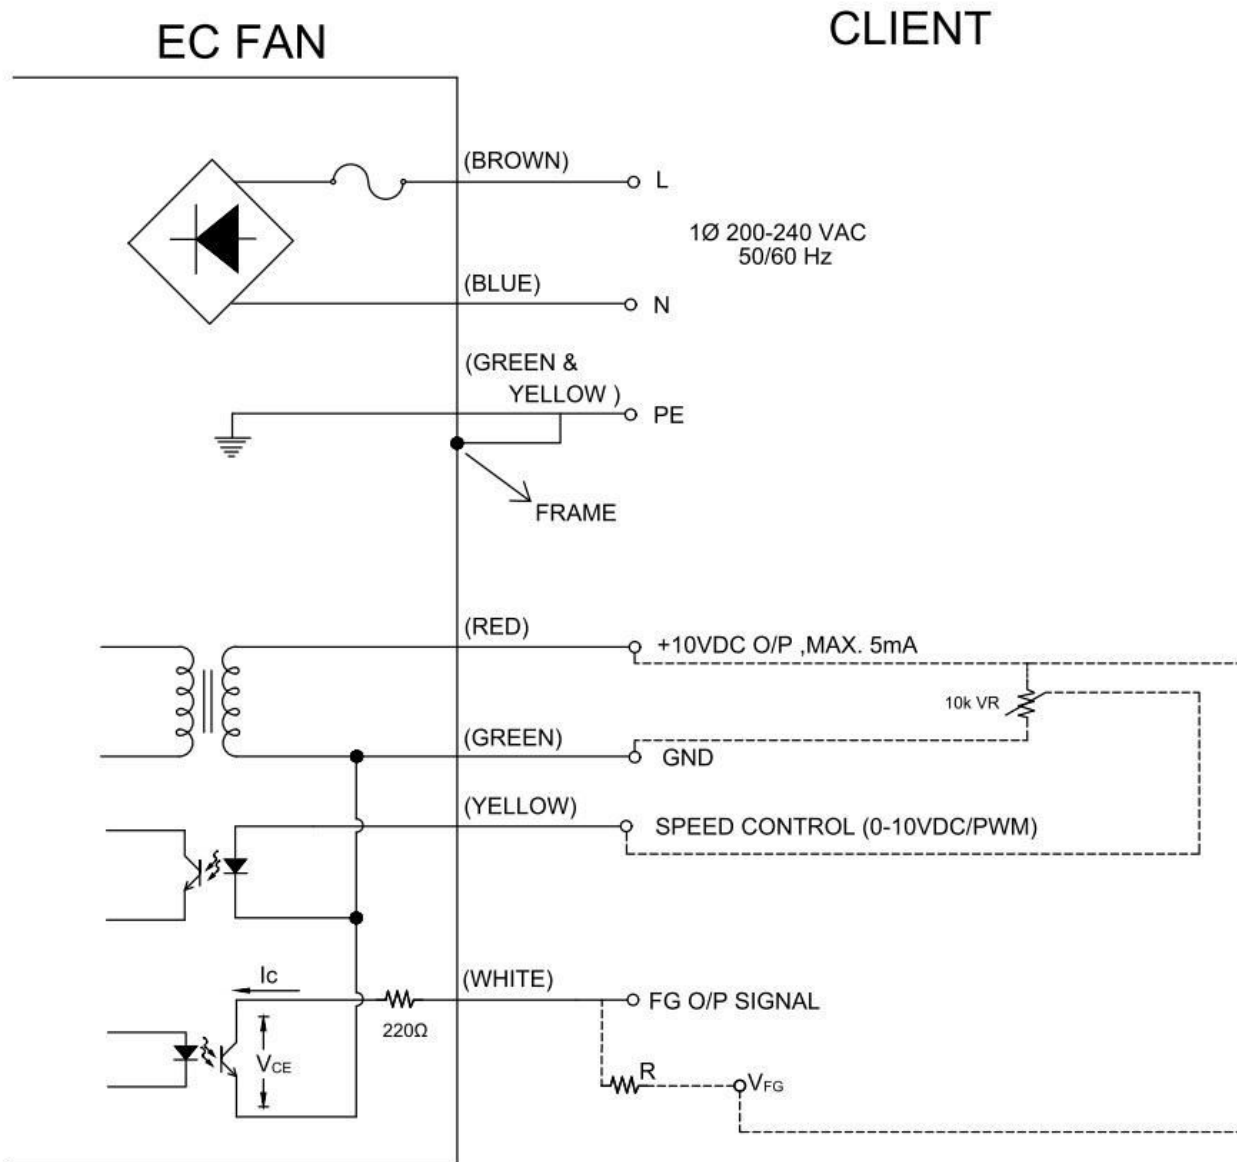 EC FAN
CLIENT
(BROWN)
L
1Ø 200-240 VAC
50/60 Hz
(BLUE)
N
(GREEN &
YELLOW )
PE
FRAME
(RED)
+10VDC O/P ,MAX. 5mA
10k VR
(GREEN)
GND
(YELLOW)
SPEED CONTROL (0-10VDC/PWM)
Ic
(WHITE)
FG O/P SIGNAL
220Ω
VCE
R
VFG